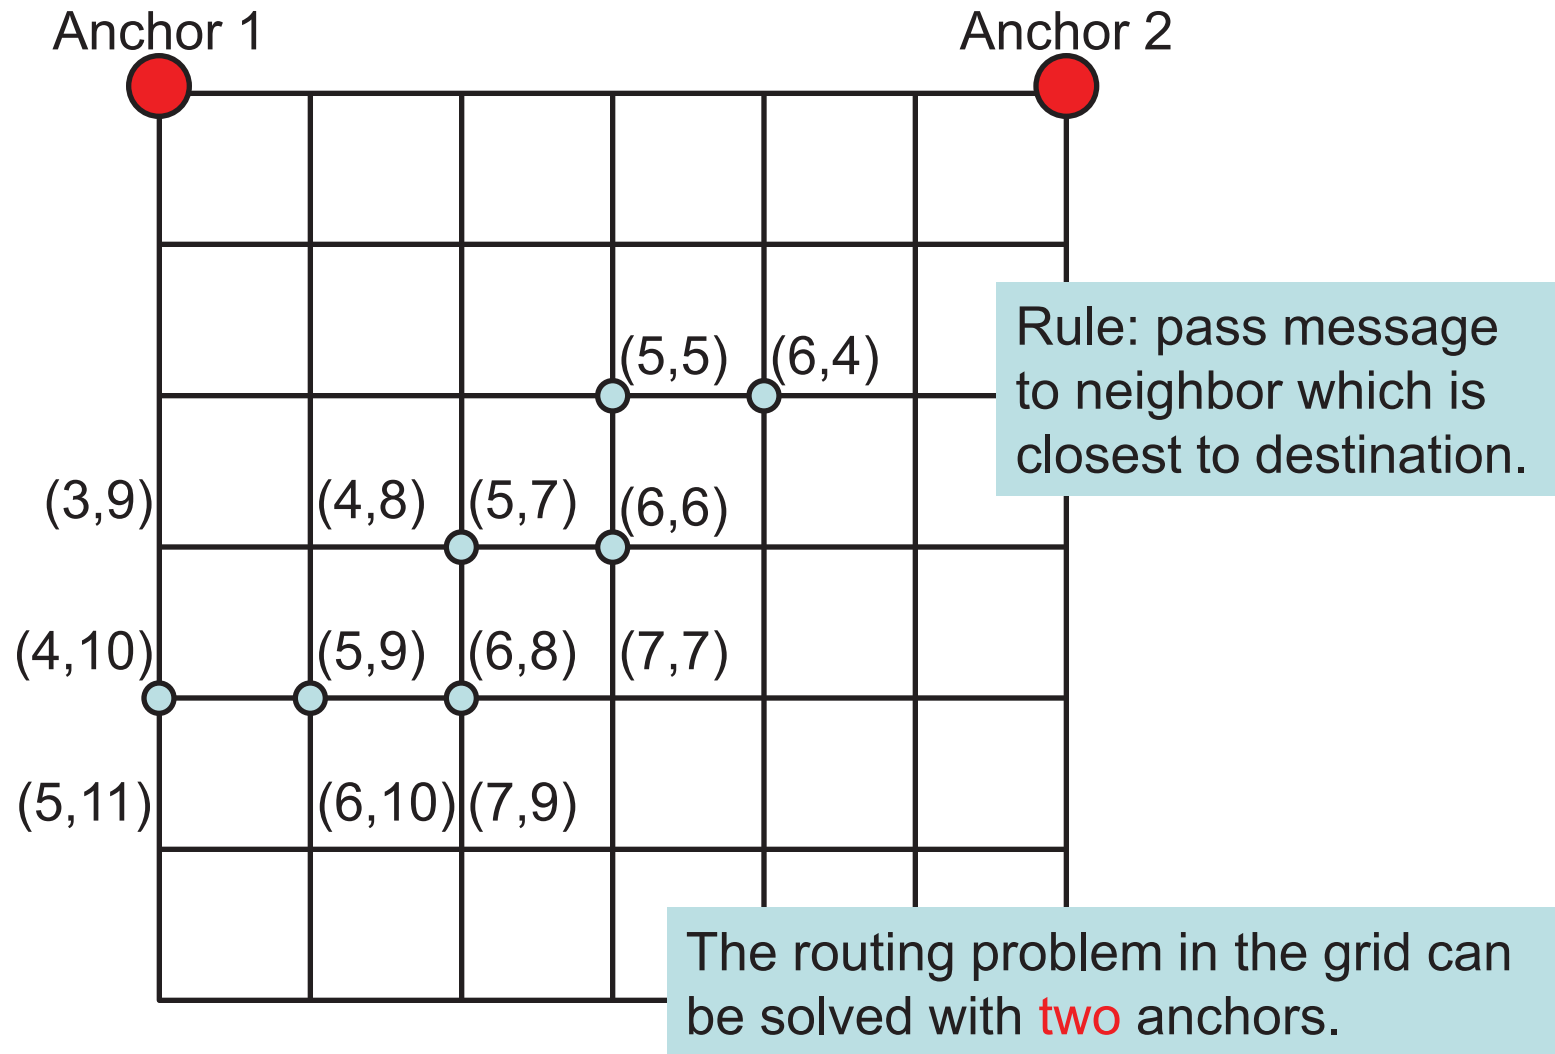 Anchor 1
Anchor 2
(5,5)
(6,4)
Rule: pass message
to neighbor which is
closest to destination.
(3,9)
(4,8)
(5,7)
(6,6)
(4,10)
(5,9)
(6,8)
(7,7)
(5,11)
(6,10)
(7,9)
The routing problem in the grid can
be solved with two anchors.